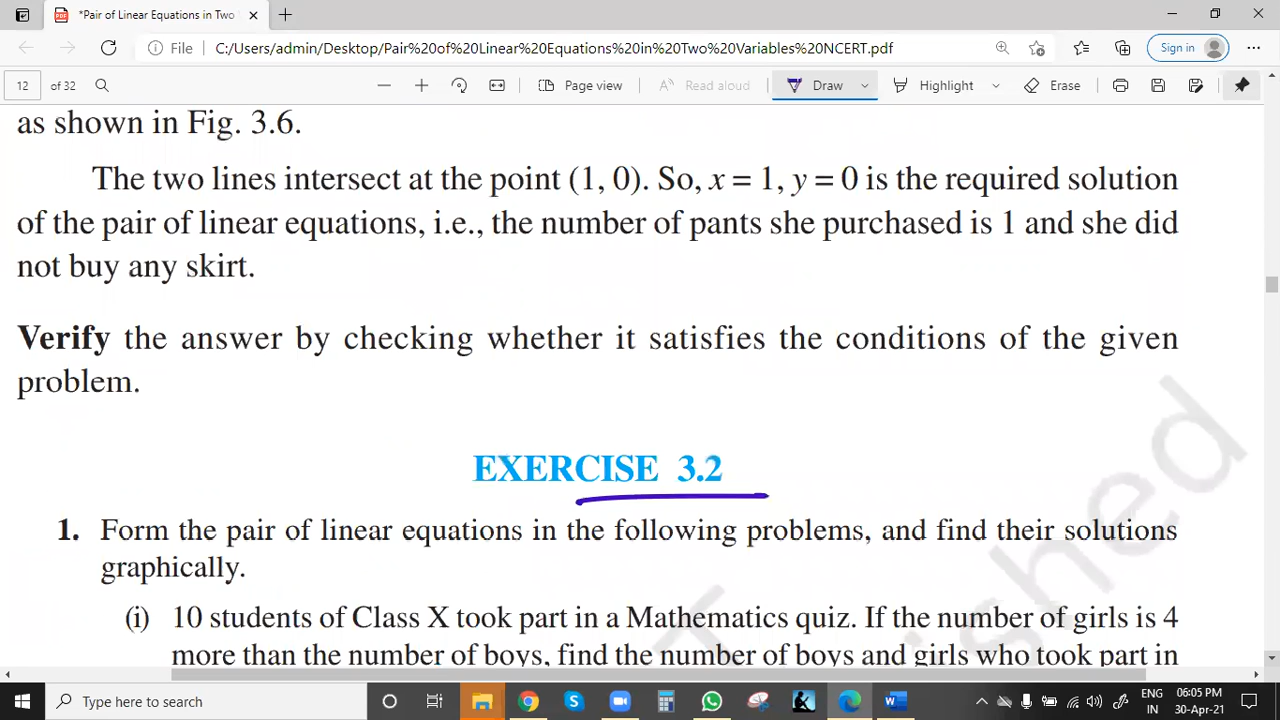 *Pair of Linear Equations in Two
File C:/Users/admin/Desktop/Pair%20of%20Linear%20Equations%20in%20Two%20Variables%20NCERT.pdf Sign in
12 of 32 Page view Read aloud Draw Highlight Erase
as shown in Fig. 3.6.
The two lines intersect at the point (1, 0). So, x = 1, y = 0 is the required solution
of the pair of linear equations, i.e., the number of pants she purchased is 1 and she did
not buy any skirt.
Verify the answer by checking whether it satisfies the conditions of the given
problem.
EXERCISE 3.2
1. Form the pair of linear equations in the following problems, and find their solutions
graphically.
(i) 10 students of Class X took part in a Mathematics quiz. If the number of girls is 4
more than the number of boys, find the number of boys and girls who took part in
Type here to search
ENG 06:05 PM
IN 30-Apr-21